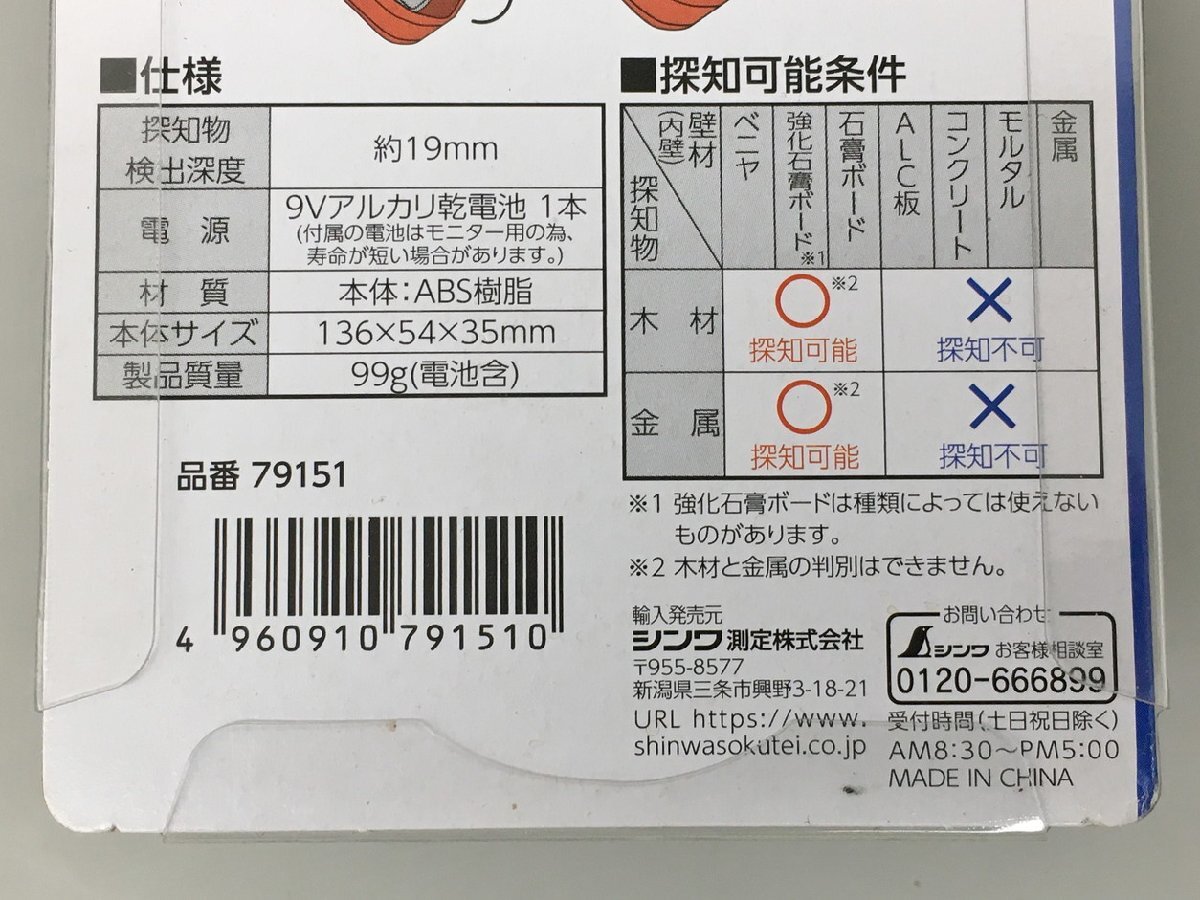 ■仕様
探知物
検出深度
約19mm
電源
9Vアルカリ乾電池 1本
(付属の電池はモニター用の為、
寿命が短い場合があります。)
材質
本体：ABS樹脂
本体サイズ
136×54×35mm
製品質量
99g(電池含)
品番 79151
4 960910 791510
■探知可能条件
壁材
(内壁)
探知物
ベニヤ
強化石膏ボード※1
石膏ボード
ALC板
コンクリート
モルタル
金属
木材
○※2
探知可能
×
探知不可
金属
○※2
探知可能
×
探知不可
※1 強化石膏ボードは種類によっては使えない
ものがあります。
※2 木材と金属の判別はできません。
輸入発売元
シンワ測定株式会社
〒955-8577
新潟県三条市興野3-18-21
URL https://www.
shinwasokutei.co.jp
お問い合わせ
シンワ お客様相談室
0120-666899
受付時間(土日祝日除く)
AM8:30～PM5:00
MADE IN CHINA